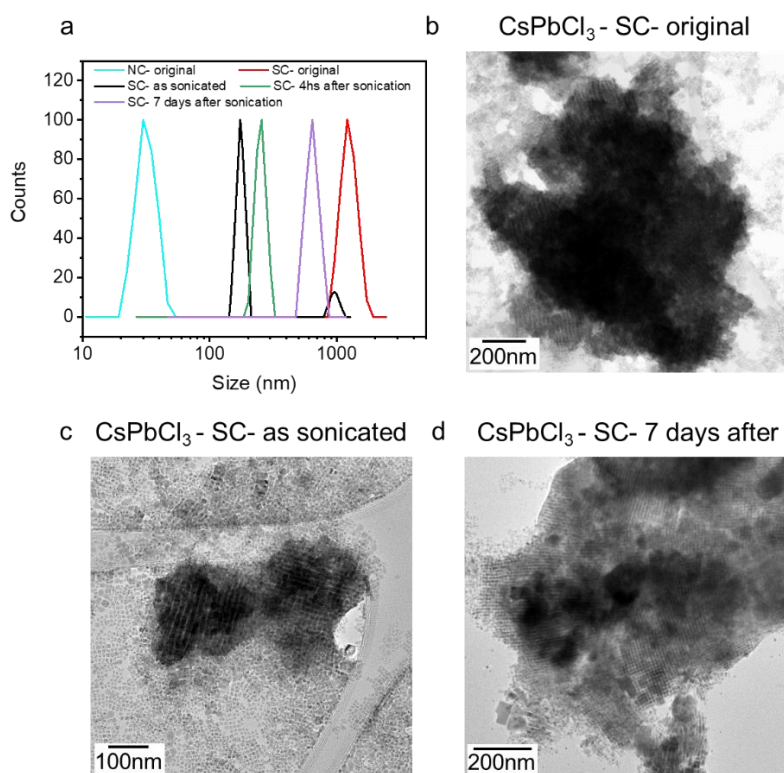 a
NC- original
SC- original
SC- as sonicated
SC- 4hs after sonication
SC- 7 days after sonication
120
100
80
60
40
20
0
Counts
10
100
1000
Size (nm)
b CsPbCl₃ - SC- original
200nm
c CsPbCl₃ - SC- as sonicated
100nm
d CsPbCl₃ - SC- 7 days after
200nm